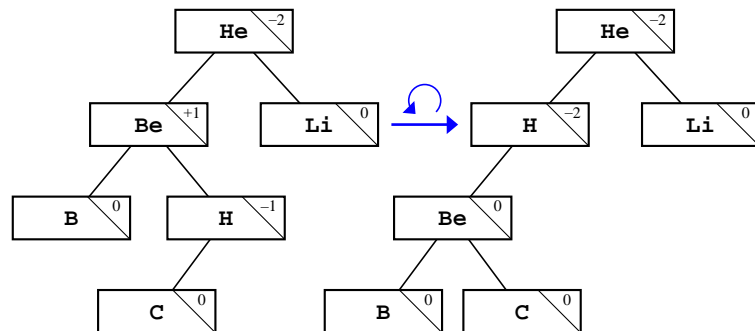 He –2 He –2
Be +1 Li 0 H –2 Li 0
B 0 H –1 Be 0
C 0 B 0 C 0